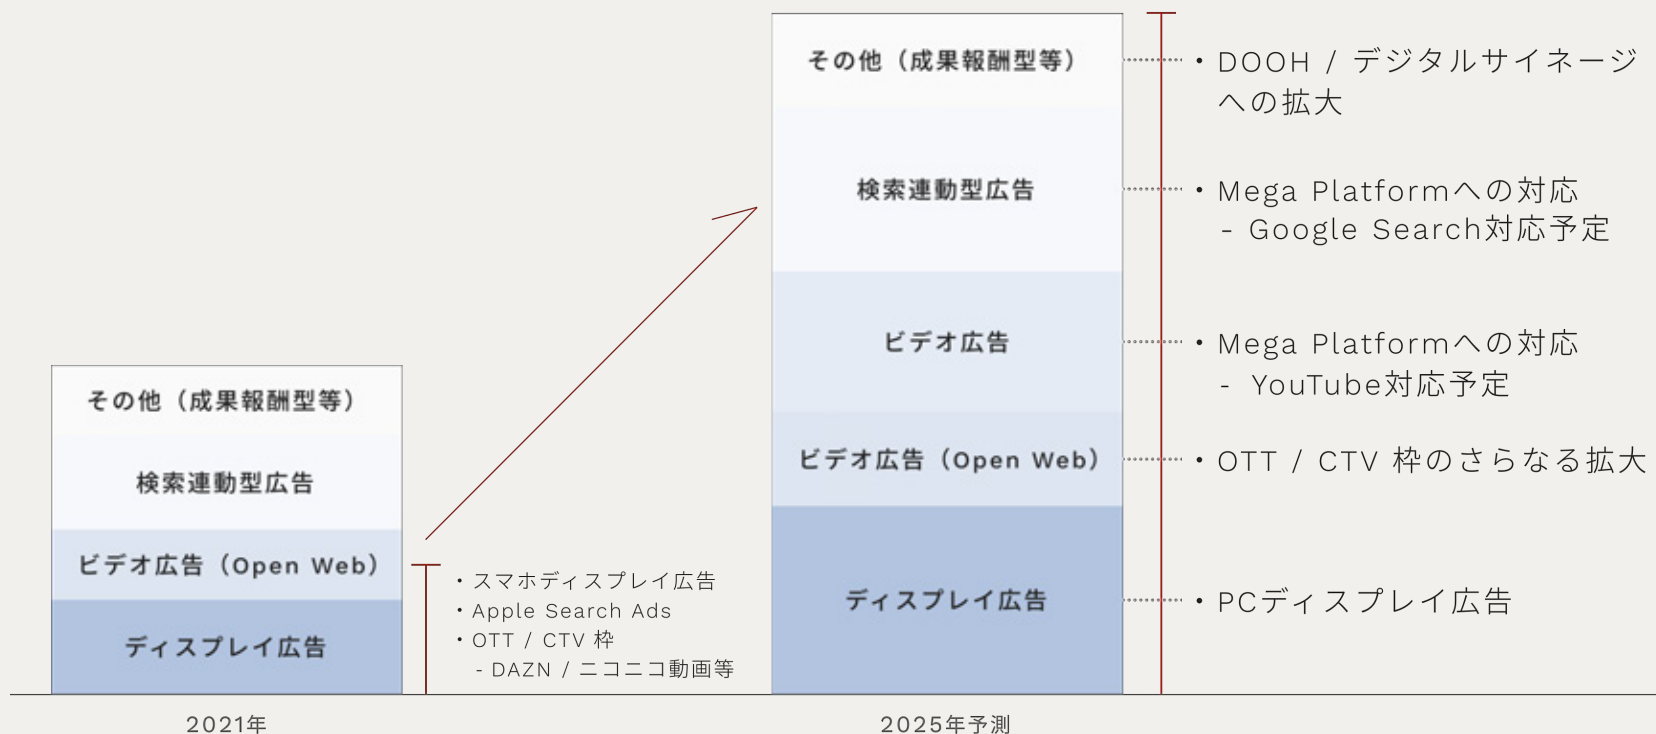 その他（成果報酬型等）
検索連動型広告
ビデオ広告（Open Web）
ディスプレイ広告
・スマホディスプレイ広告
・Apple Search Ads
・OTT / CTV 枠
- DAZN / ニコニコ動画等
2021年
その他（成果報酬型等）
検索連動型広告
ビデオ広告
ビデオ広告（Open Web）
ディスプレイ広告
2025年予測
・DOOH / デジタルサイネージ
への拡大
・Mega Platformへの対応
- Google Search対応予定
・Mega Platformへの対応
- YouTube対応予定
・OTT / CTV 枠のさらなる拡大
・PCディスプレイ広告